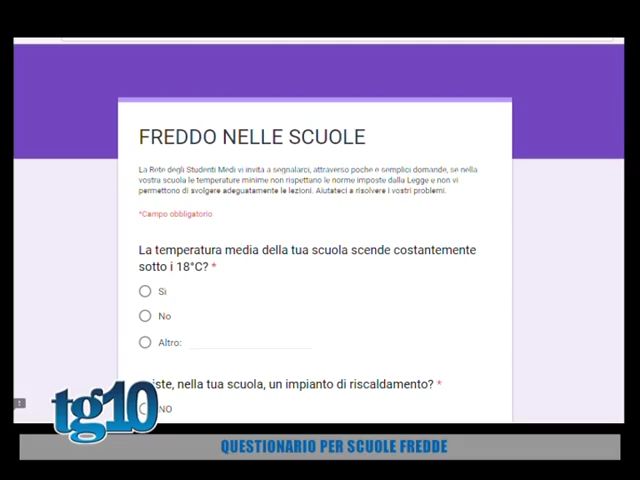 FREDDO NELLE SCUOLE
La Rete degli Studenti Medi vi invita a segnalarci, attraverso poche e semplici domande, se nella
vostra scuola le temperature minime non rispettano le norme imposte dalla Legge e non vi
permettono di svolgere adeguatamente le lezioni. Aiutateci a risolvere i vostri problemi.
*Campo obbligatorio
La temperatura media della tua scuola scende costantemente
sotto i 18°C? *
Sì
No
Altro:
iste, nella tua scuola, un impianto di riscaldamento? *
NO
tg10
QUESTIONARIO PER SCUOLE FREDDE